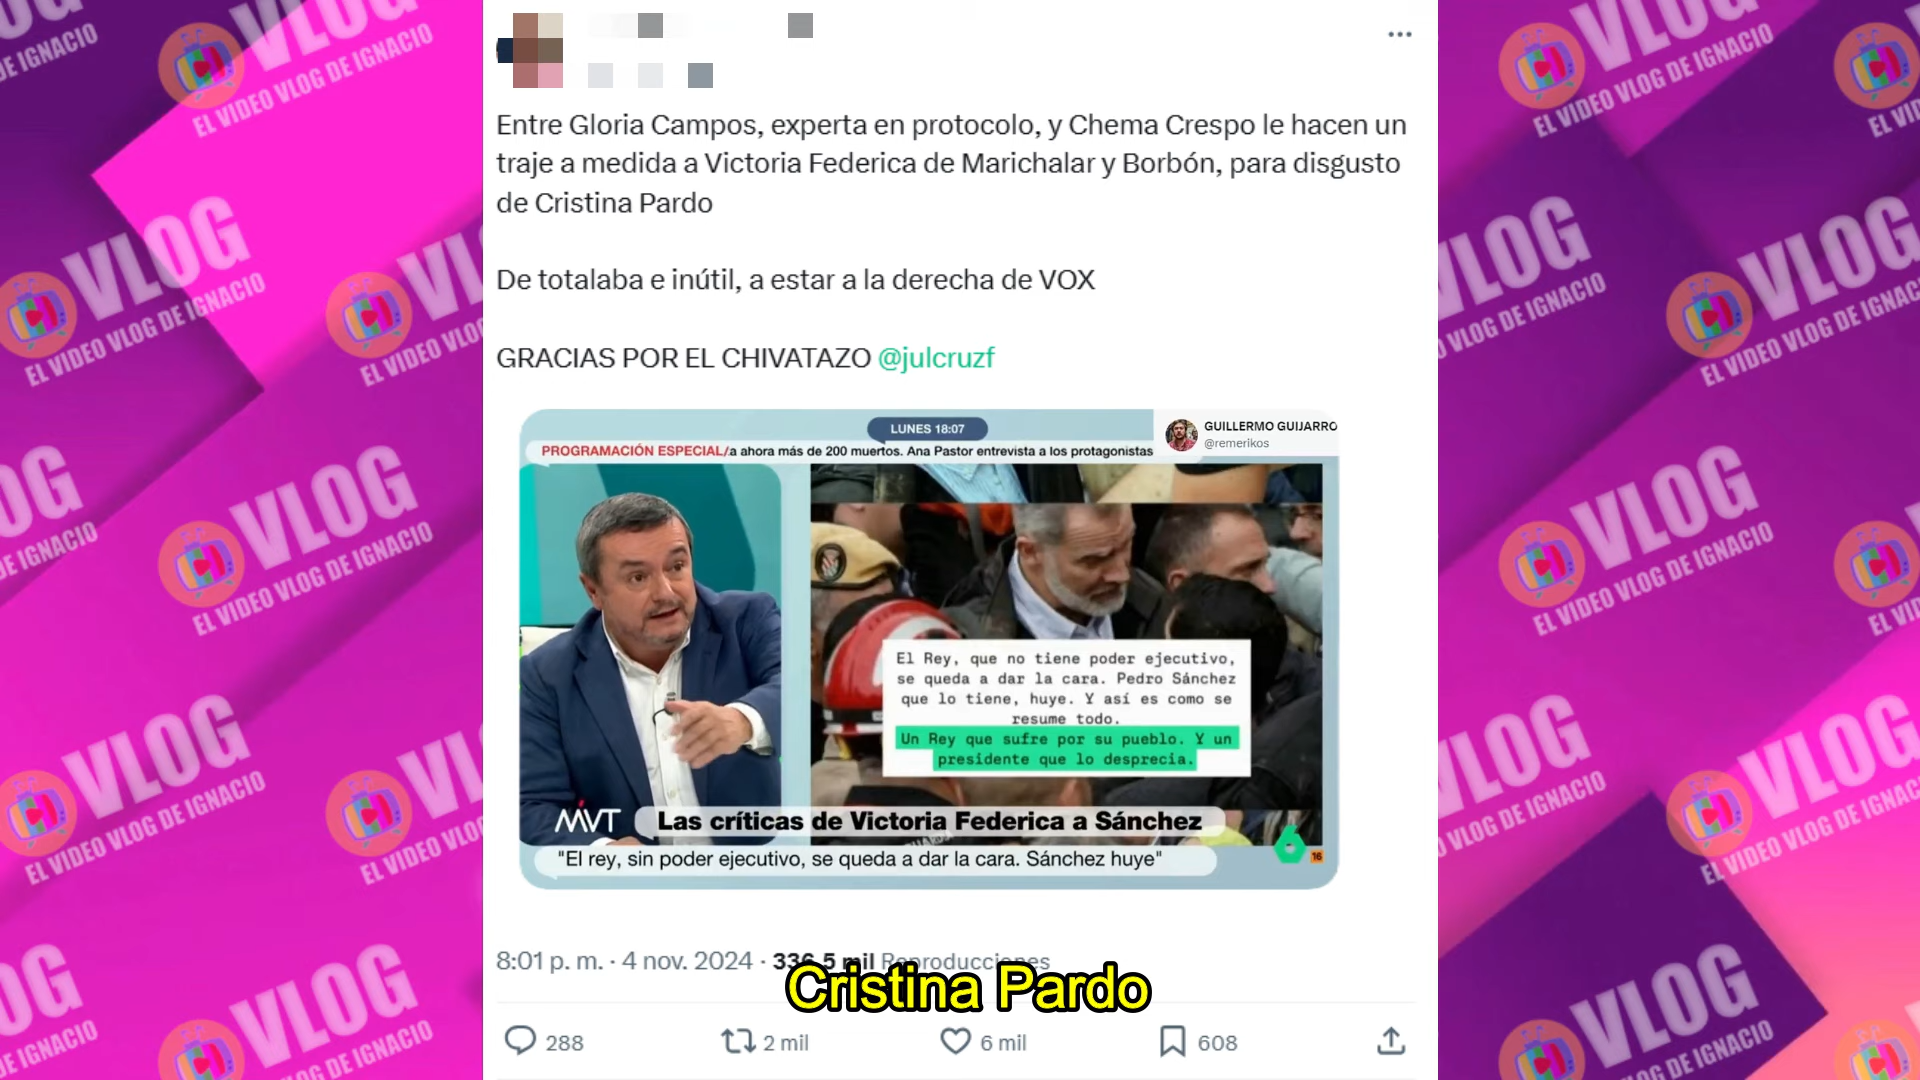 Entre Gloria Campos, experta en protocolo, y Chema Crespo le hacen un
traje a medida a Victoria Federica de Marichalar y Borbón, para disgusto
de Cristina Pardo
De totalaba e inútil, a estar a la derecha de VOX
GRACIAS POR EL CHIVATAZO @julcruzf
LUNES 18:07
PROGRAMACIÓN ESPECIAL/a ahora más de 200 muertos. Ana Pastor entrevista a los protagonistas
GUILLERMO GUIJARRO
@remerikos
El Rey, que no tiene poder ejecutivo,
se queda a dar la cara. Pedro Sánchez
que lo tiene, huye. Y así es como se
resume todo.
Un Rey que sufre por su pueblo. Y un
presidente que lo desprecia.
MVT
Las críticas de Victoria Federica a Sánchez
"El rey, sin poder ejecutivo, se queda a dar la cara. Sánchez huye"
6
16
8:01 p. m. · 4 nov. 2024 · 336,5 mil Reproducciones
Cristina Pardo
288
2 mil
6 mil
608
VLOG
EL VIDEO VLOG DE IGNACIO